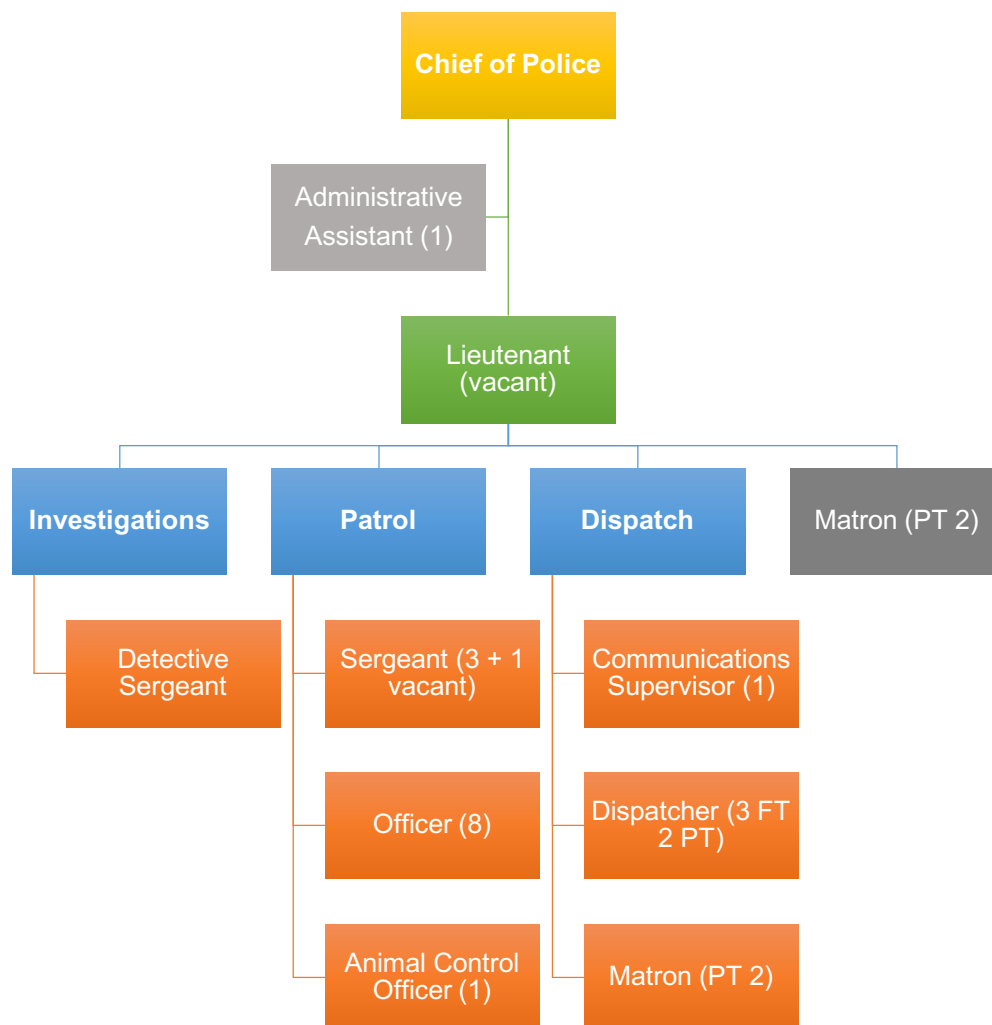 Chief of Police
Administrative
Assistant (1)
Lieutenant
(vacant)
Investigations
Patrol
Dispatch
Matron (PT 2)
Detective
Sergeant
Sergeant (3 + 1
vacant)
Communications
Supervisor (1)
Officer (8)
Dispatcher (3 FT
2 PT)
Animal Control
Officer (1)
Matron (PT 2)